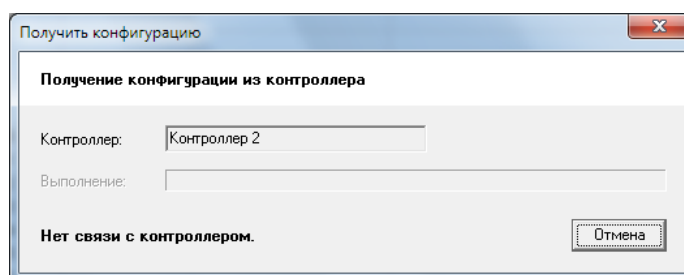 Получить конфигурацию
Получение конфигурации из контроллера
Контроллер: Контроллер 2
Выполнение:
Нет связи с контроллером. Отмена